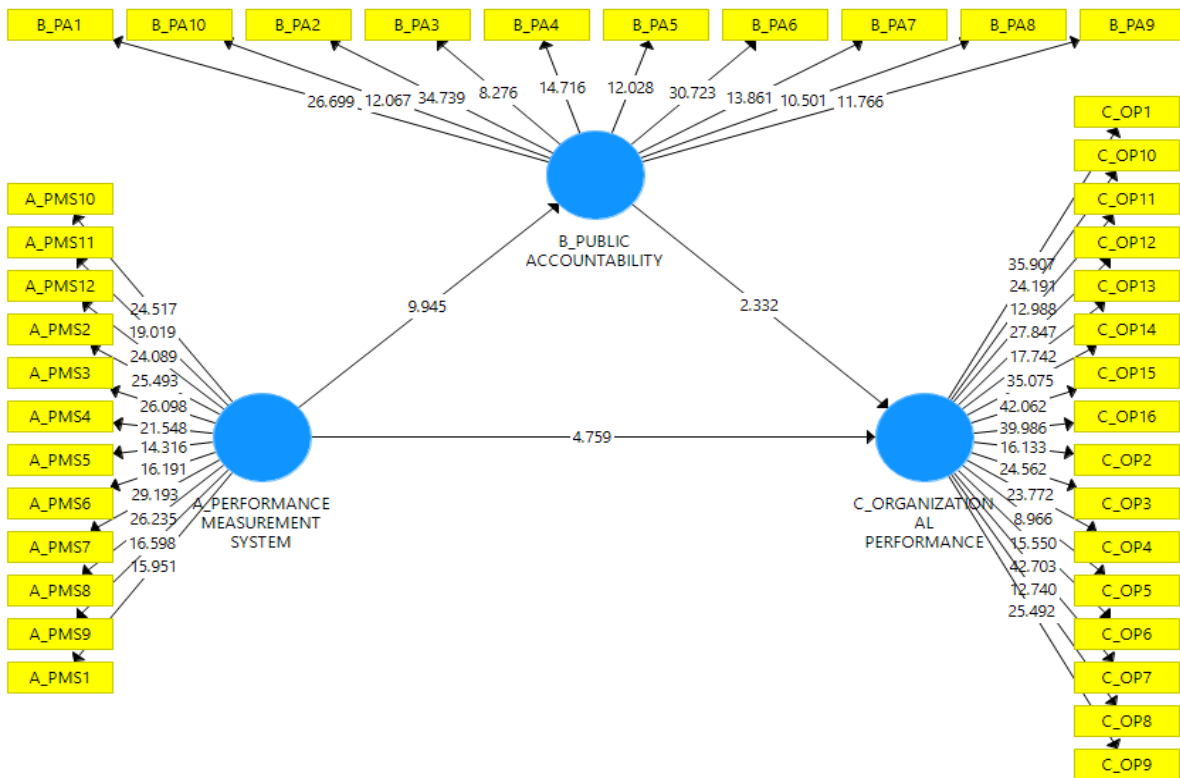 B_PA1 B_PA10 B_PA2 B_PA3 B_PA4 B_PA5 B_PA6 B_PA7 B_PA8 B_PA9
26.699 12.067 34.739 8.276 14.716 12.028 30.723 13.861 10.501 11.766
B_PUBLIC
ACCOUNTABILITY
A_PMS10
A_PMS11
A_PMS12
A_PMS2
A_PMS3
A_PMS4
A_PMS5
A_PMS6
A_PMS7
A_PMS8
A_PMS9
A_PMS1
24.517
19.019
24.089
25.493
26.098
21.548
14.316
16.191
29.193
26.235
16.598
15.951
A_PERFORMANCE
MEASUREMENT
SYSTEM
9.945
2.332
4.759
C_ORGANIZATION
AL
PERFORMANCE
35.907
24.191
12.988
27.847
17.742
35.075
42.062
39.986
16.133
24.562
23.772
8.966
15.550
42.703
12.740
25.492
C_OP1
C_OP10
C_OP11
C_OP12
C_OP13
C_OP14
C_OP15
C_OP16
C_OP2
C_OP3
C_OP4
C_OP5
C_OP6
C_OP7
C_OP8
C_OP9